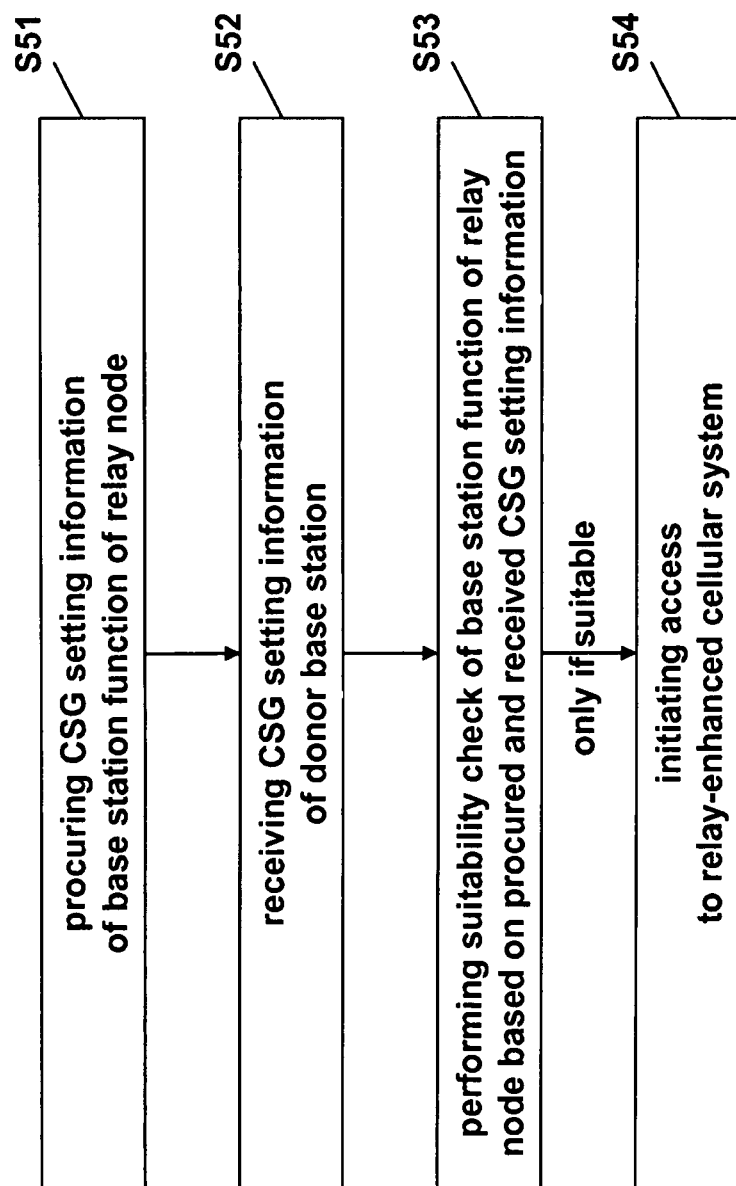 S51
procuring CSG setting information
of base station function of relay node
S52
receiving CSG setting information
of donor base station
S53
performing suitability check of base station function of relay
node based on procured and received CSG setting information
only if suitable
S54
initiating access
to relay-enhanced cellular system